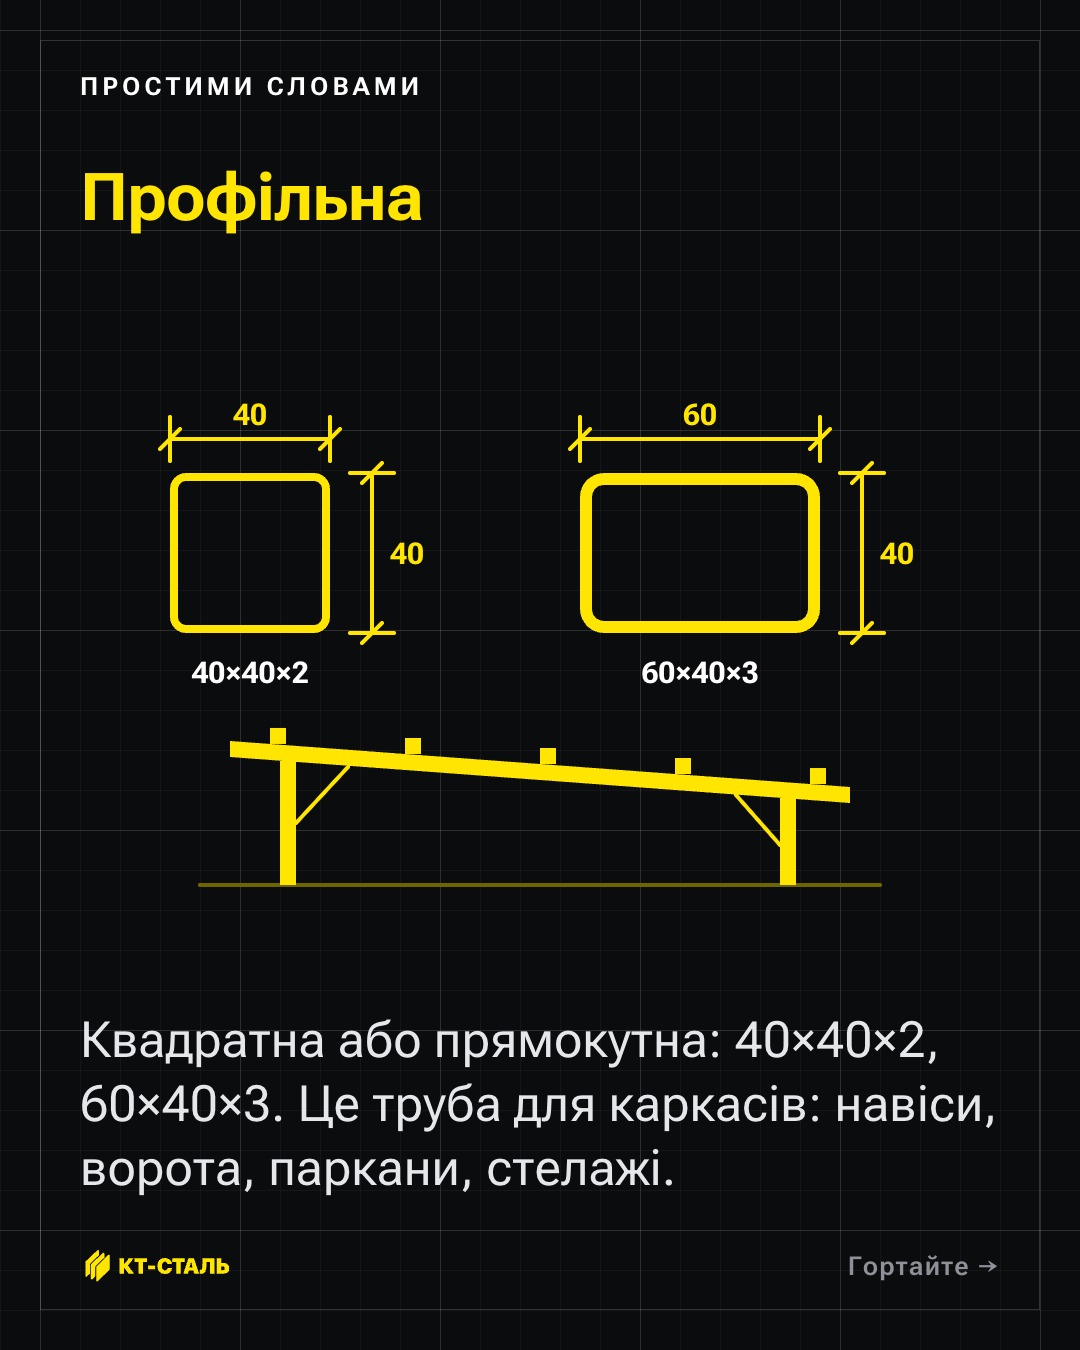 ПРОСТИМИ СЛОВАМИ
Профільна
40
60
40
40
40×40×2
60×40×3
Квадратна або прямокутна: 40×40×2,
60×40×3. Це труба для каркасів: навіси,
ворота, паркани, стелажі.
КТ-СТАЛЬ
Гортайте →